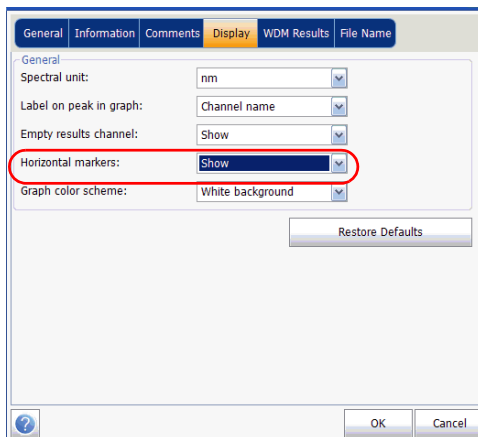 General Information Comments Display WDM Results File Name
General
Spectral unit: nm
Label on peak in graph: Channel name
Empty results channel: Show
Horizontal markers: Show
Graph color scheme: White background
Restore Defaults
? OK Cancel